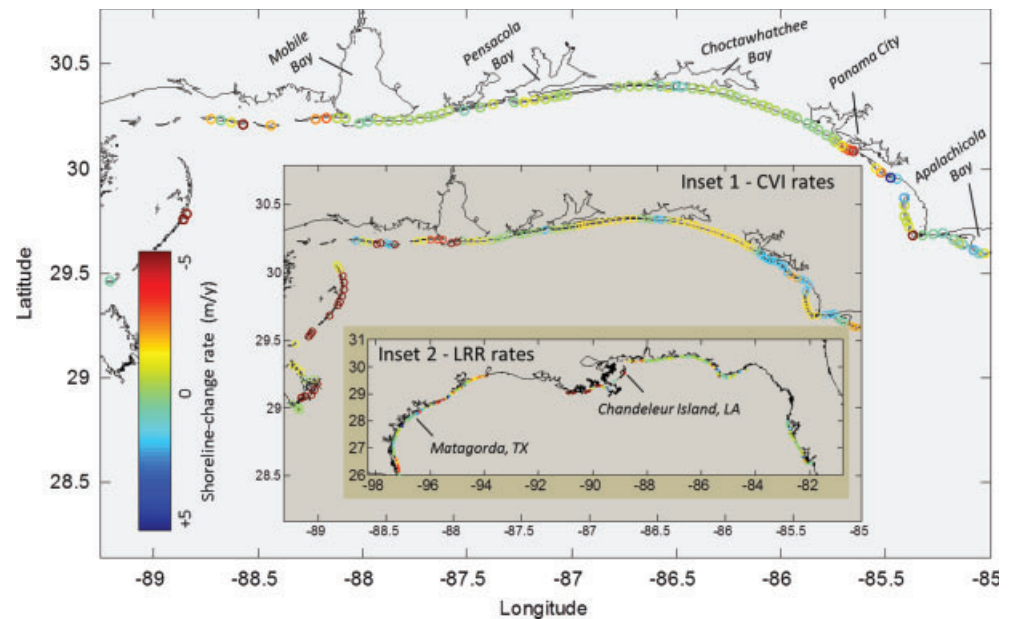 Mobile
Bay
Pensacola
Bay
Choctawhatchee
Bay
Panama City
Apalachicola
Bay
30.5
30
29.5
29
28.5
Latitude
-89
-88.5
-88
-87.5
-87
-86.5
-86
-85.5
-85
Longitude
-5
0
+5
Shoreline-change rate (m/y)
Inset 1 - CVI rates
30.5
30.0
29.5
29.0
28.5
-89
-88.5
-88
-87.5
-87
-86.5
-86
-85.5
-85
Inset 2 - LRR rates
31
30
29
28
27
26
-98
-96
-94
-92
-90
-88
-86
-84
-82
Chandeleur Island, LA
Matagorda, TX